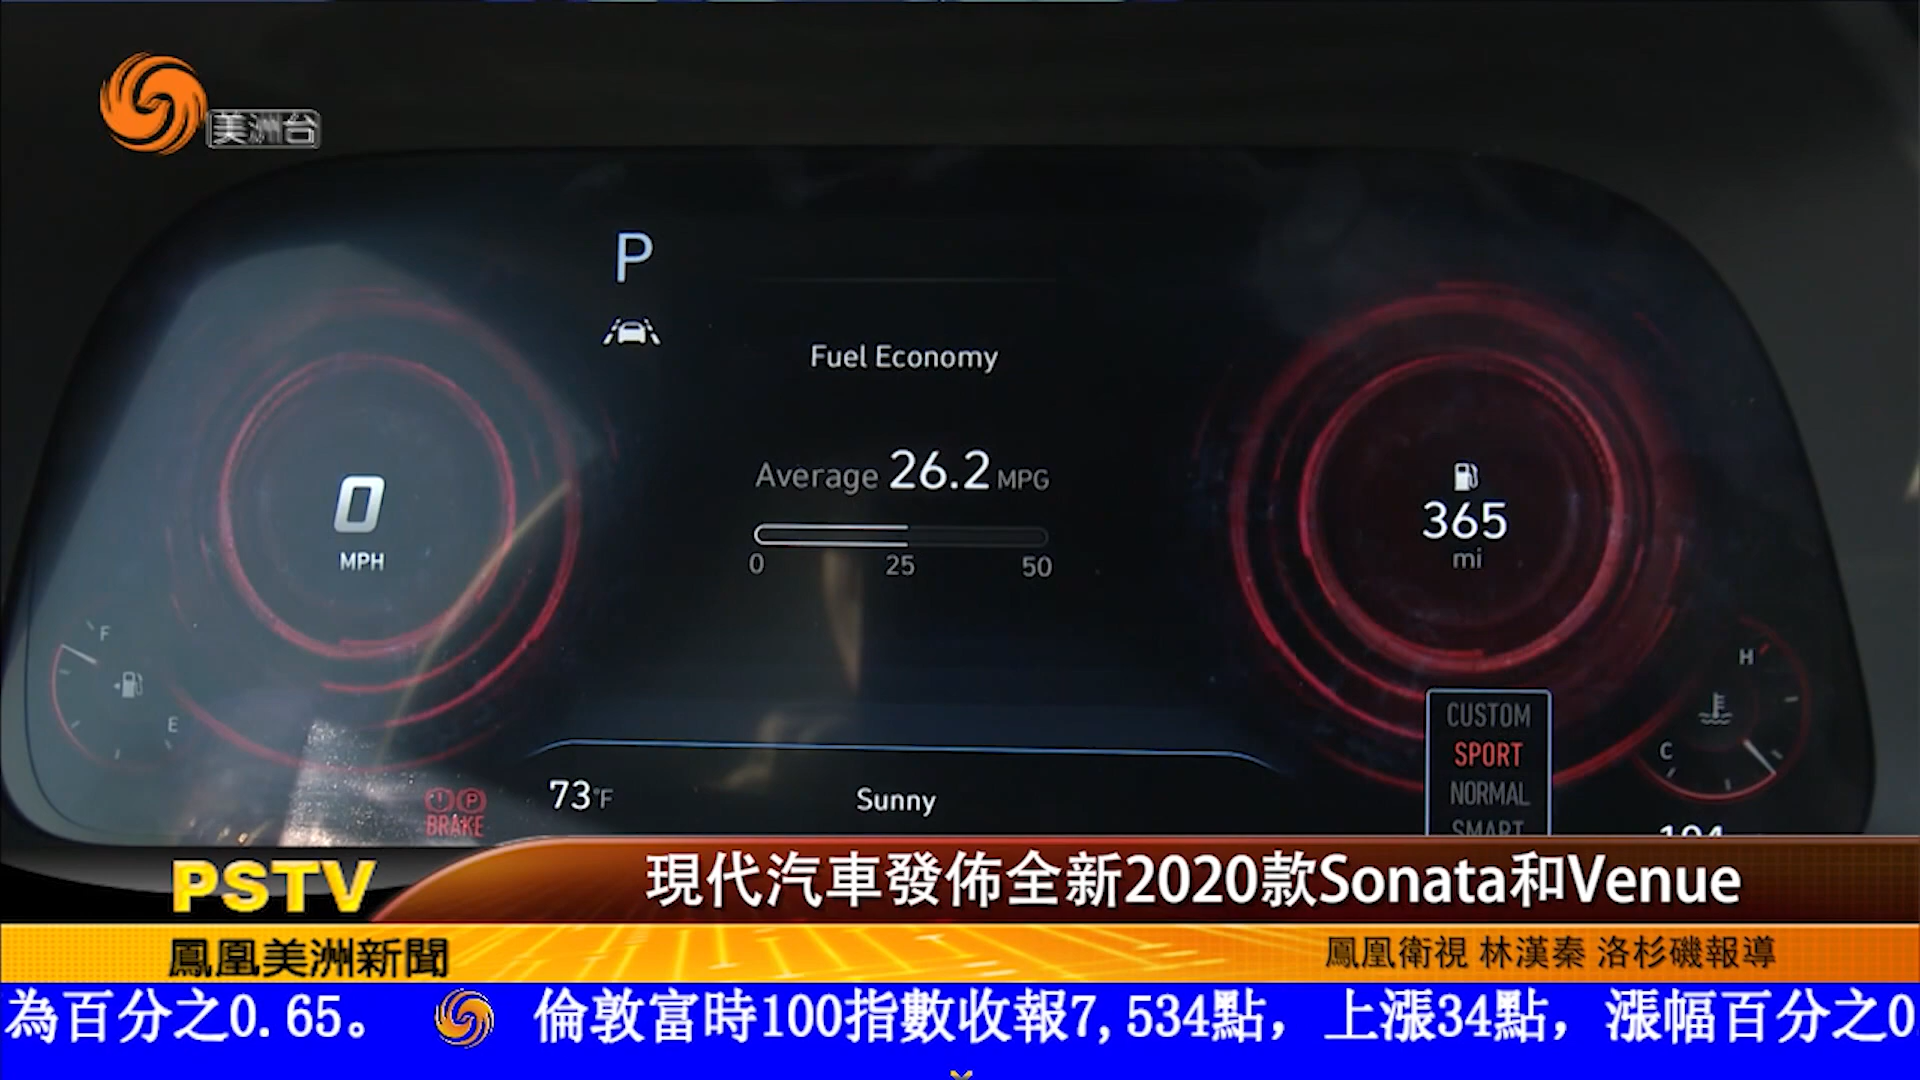 美洲台
P
Fuel Economy
Average 26.2 MPG
0 25 50
0
MPH
365
mi
F
E
H
C
CUSTOM
SPORT
NORMAL
SMART
73°F
Sunny
P
BRAKE
PSTV
現代汽車發佈全新2020款Sonata和Venue
鳳凰美洲新聞
鳳凰衛視 林漢秦 洛杉磯報導
為百分之0.65。 倫敦富時100指數收報7,534點，上漲34點，漲幅百分之0